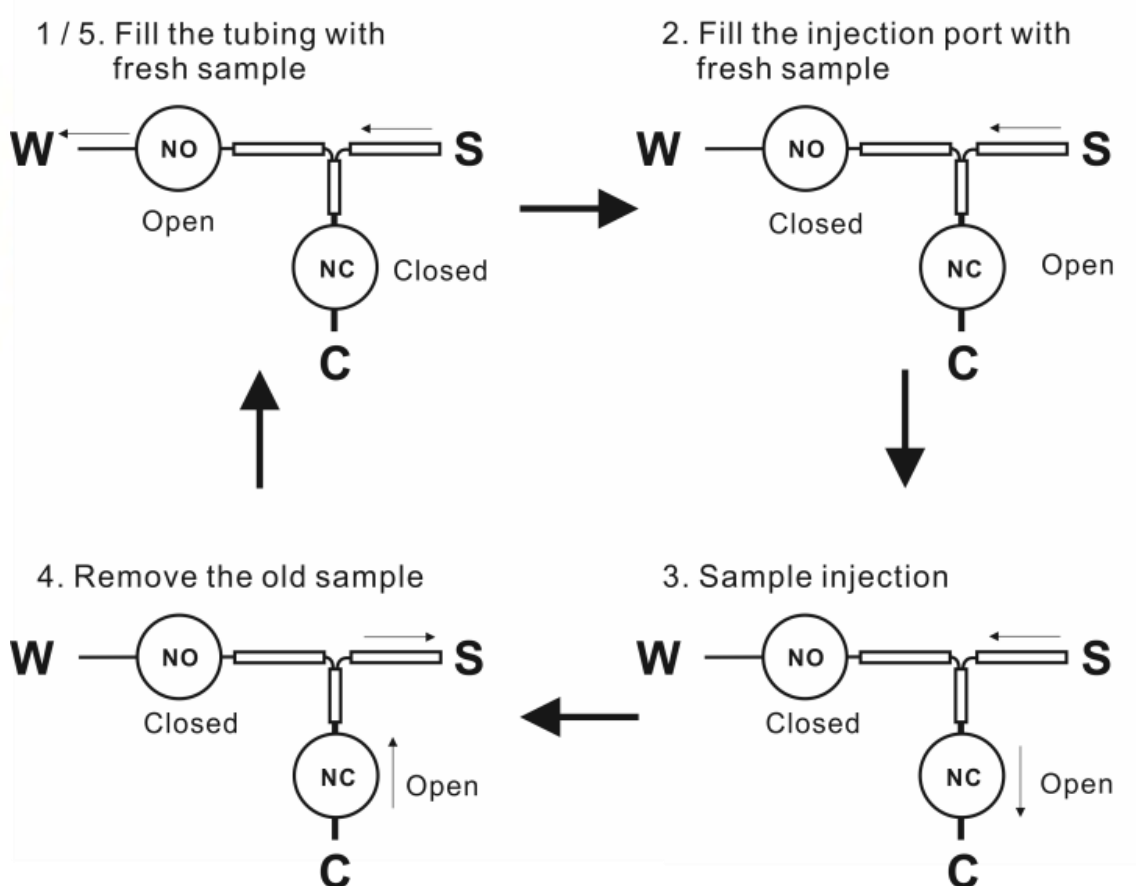 1 / 5. Fill the tubing with
fresh sample
W
NO
S
Open
NC
Closed
C
2. Fill the injection port with
fresh sample
W
NO
S
Closed
NC
Open
C
4. Remove the old sample
W
NO
S
Closed
NC
Open
C
3. Sample injection
W
NO
S
Closed
NC
Open
C